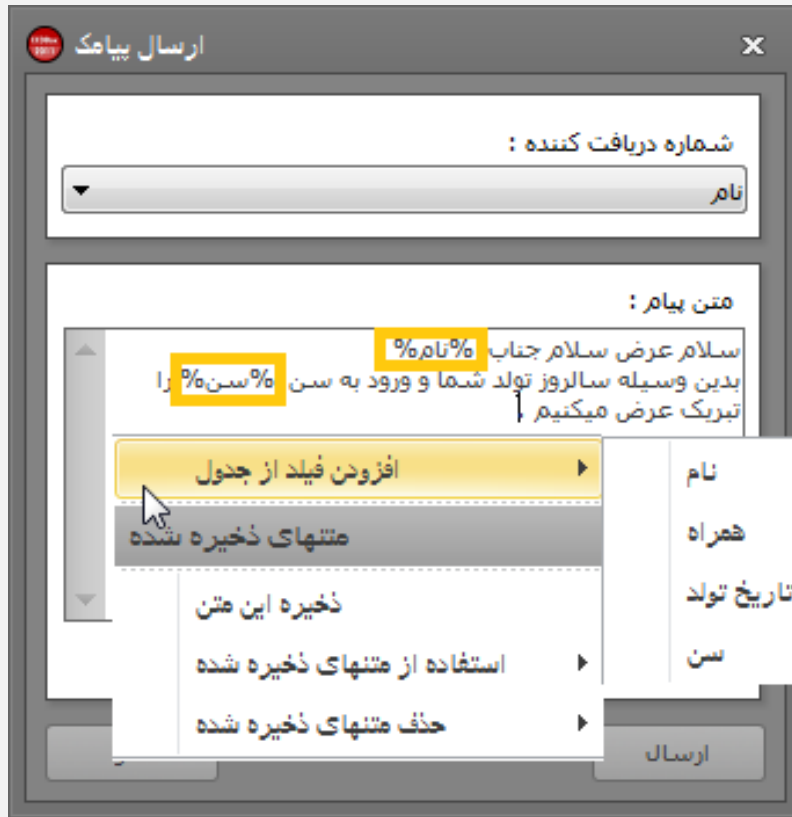 ارسال پیامک
شماره دریافت کننده :
نام
متن پیام :
سلام عرض سلام جناب %نام%
بدین وسیله سالروز تولد شما و ورود به سن %سن% را
تبریک عرض میکنیم .
افزودن فیلد از جدول
نام
همراه
تاریخ تولد
سن
متنهای ذخیره شده
ذخیره این متن
استفاده از متنهای ذخیره شده
حذف متنهای ذخیره شده
ارسال